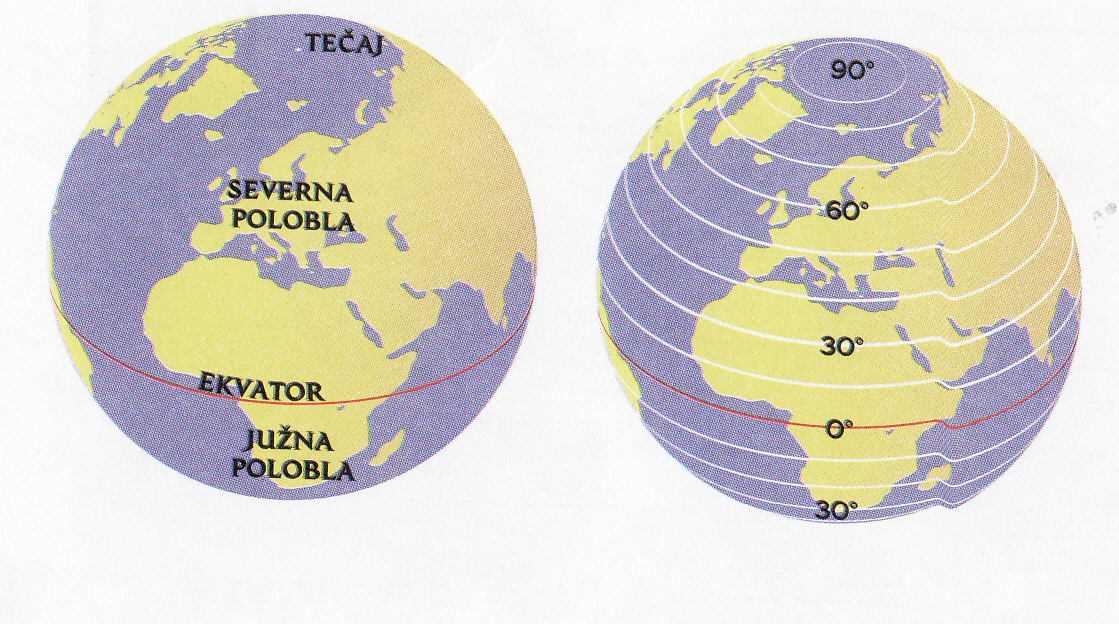 TEČAJ
SEVERNA
POLOBLA
EKVATOR
JUŽNA
POLOBLA
90°
60°
30°
0°
30°